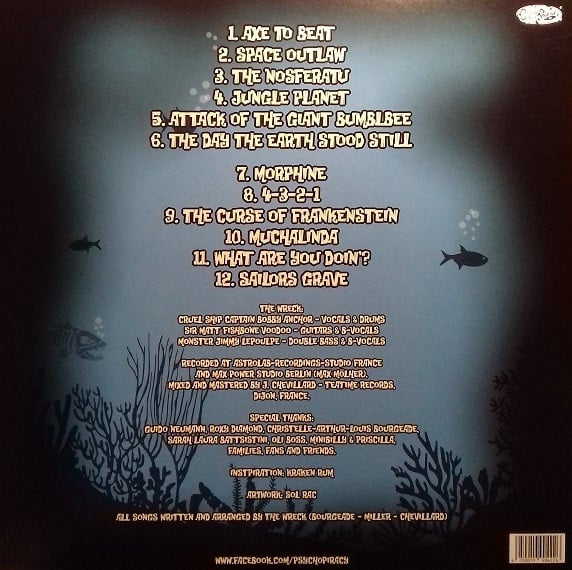 1. AXE TO BEAT
2. SPACE OUTLAW
3. THE NOSFERATU
4. JUNGLE PLANET
5. ATTACK OF THE GIANT BUMBLBEE
6. THE DAY THE EARTH STOOD STILL
7. MORPHINE
8. 4-3-2-1
9. THE CURSE OF FRANKENSTEIN
10. MUCHALINDA
11. WHAT ARE YOU DOIN'?
12. SAILORS GRAVE
THE WRECK:
CRUEL SHIP CAPTAIN BOBBY ANCHOR - VOCALS & DRUMS
SIR MATT FISHBONE VOODOO - GUITARS & B-VOCALS
MONSTER JIMMY LEPOULPE - DOUBLE BASS & B-VOCALS
RECORDED AT ASTROLAB-RECORDINGS-STUDIO FRANCE
AND MAX POWER STUDIO BERLIN (MAX MÖLHER).
MIXED AND MASTERED BY J. CHEVILLARD - TEATIME RECORDS,
DIJON, FRANCE.
SPECIAL THANKS:
GUIDO NEUMANN, ROXY DIAMOND, CHRISTELLE-ARTHUR-LOUIS BOURGEADE,
SARAH LAURA BATTSISTINI, OLI BOSS, MINIBILLY & PRISCILLA,
FAMILIES, FANS AND FRIENDS.
INSTPIRATION: KRAKEN RUM
ARTWORK: SOL RAC
ALL SONGS WRITTEN AND ARRANGED BY THE WRECK (BOURGEADE - MILLER - CHEVILLARD)
WWW.FACEBOOK.COM/PSYCHOPIRACY